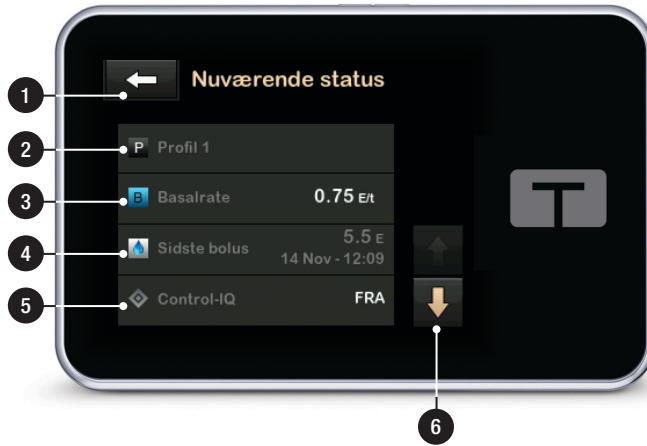 Nuværende status
1
2
P Profil 1
3
B Basalrate 0.75 E/t
4
Sidste bolus 5.5 E
14 Nov - 12:09
5
Control-IQ FRA
6